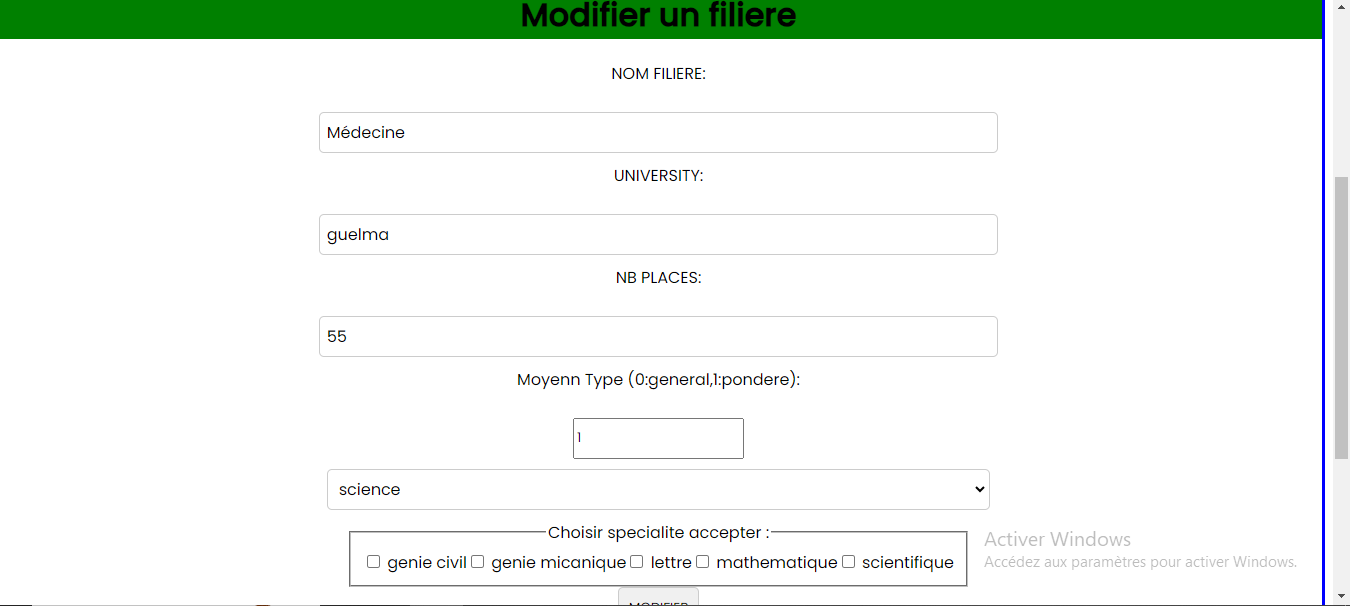 Modifier un filiere
NOM FILIERE:
Médecine
UNIVERSITY:
guelma
NB PLACES:
55
Moyenn Type (0:general,1:pondere):
1
science
Choisir specialite accepter :
genie civil genie micanique lettre mathematique scientifique
Activer Windows
Accédez aux paramètres pour activer Windows.
MODIFIER